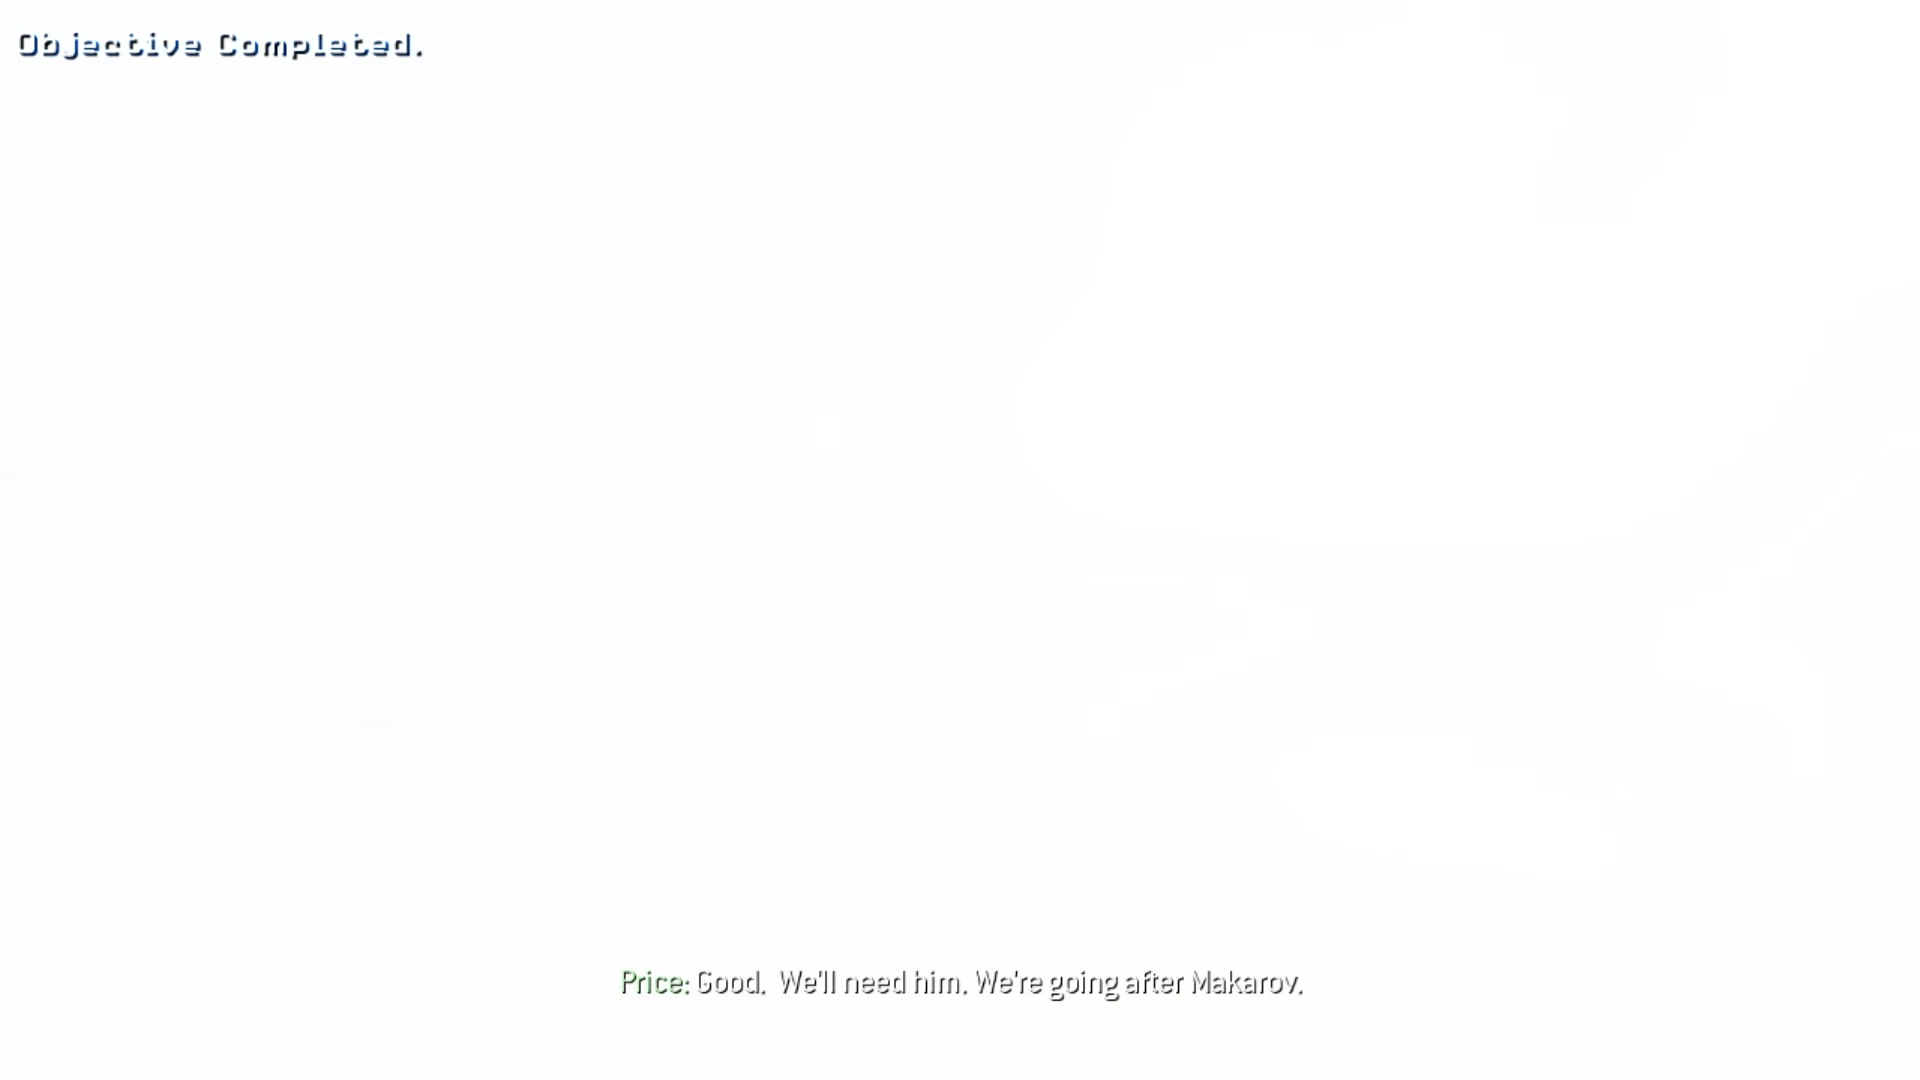 Objective Completed.
Price: Good.  We'll need him. We're going after Makarov.